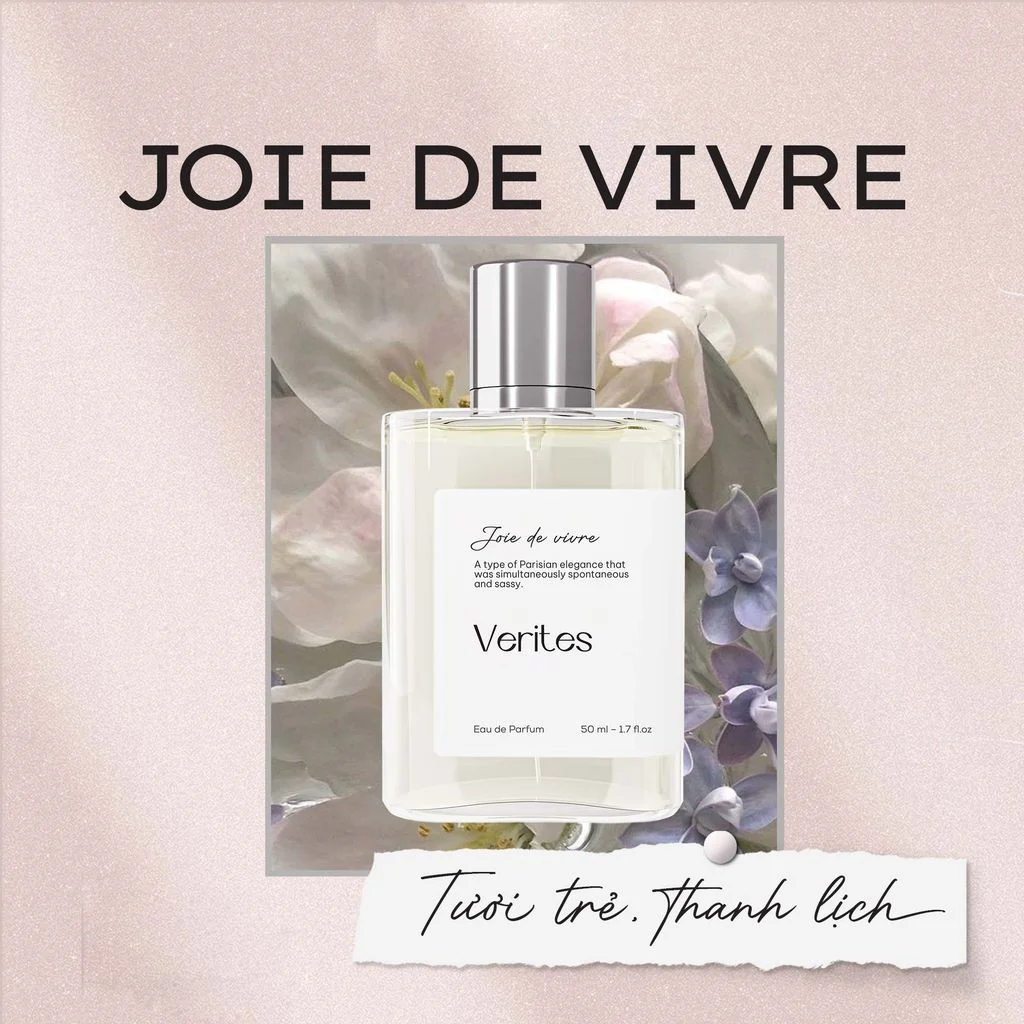 JOIE DE VIVRE
Joie de vivre
A type of Parisian elegance that
was simultaneously spontaneous
and sassy.
Verites
Eau de Parfum 50 ml - 1.7 fl.oz
Tươi trẻ, thanh lịch